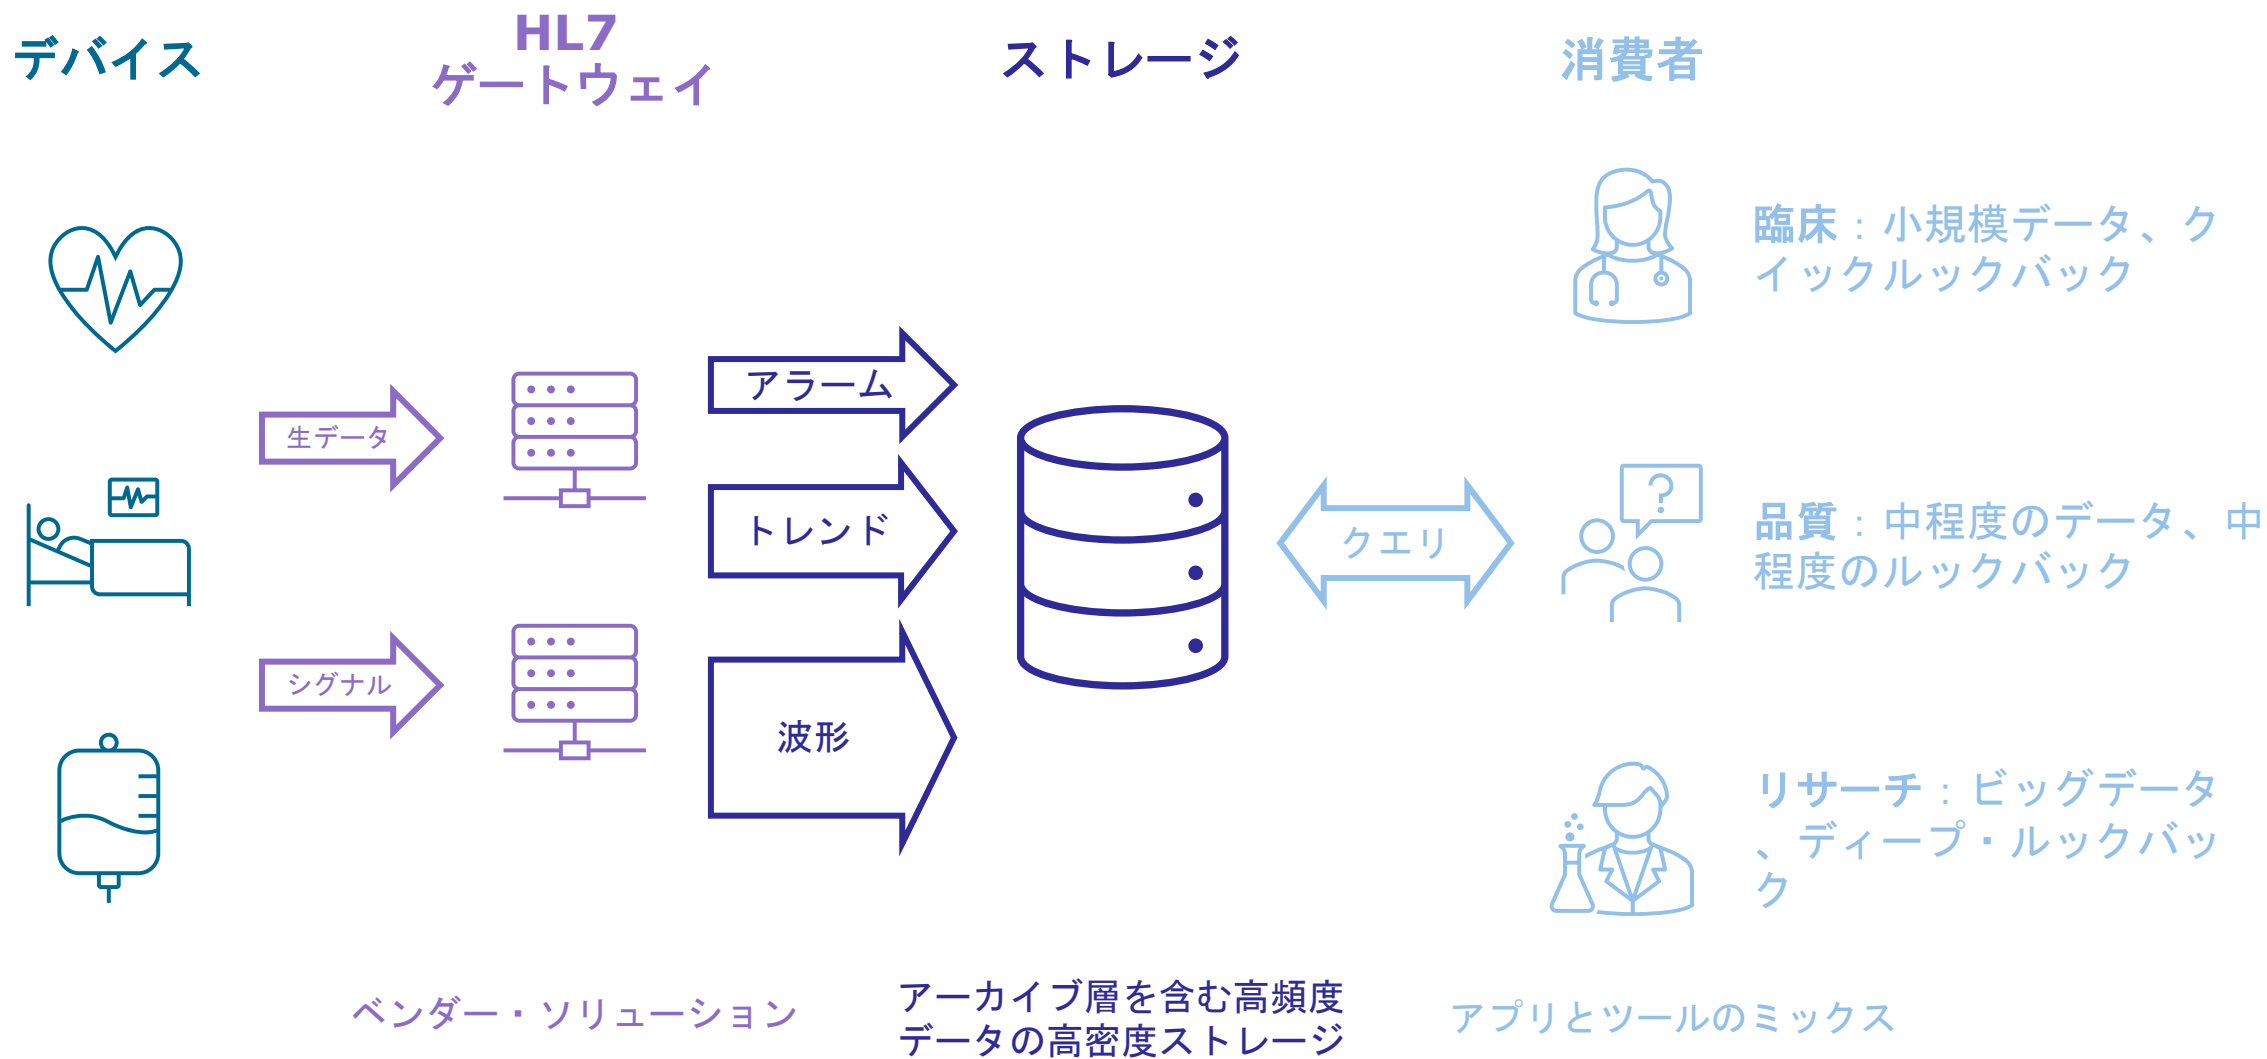 デバイス
HL7
ゲートウェイ
ストレージ
消費者
臨床：小規模データ、ク
イックルックバック
アラーム
生データ
トレンド
クエリ
品質：中程度のデータ、中
程度のルックバック
シグナル
波形
リサーチ：ビッグデータ
、ディープ・ルックバッ
ク
ベンダー・ソリューション
アーカイブ層を含む高頻度
データの高密度ストレージ
アプリとツールのミックス